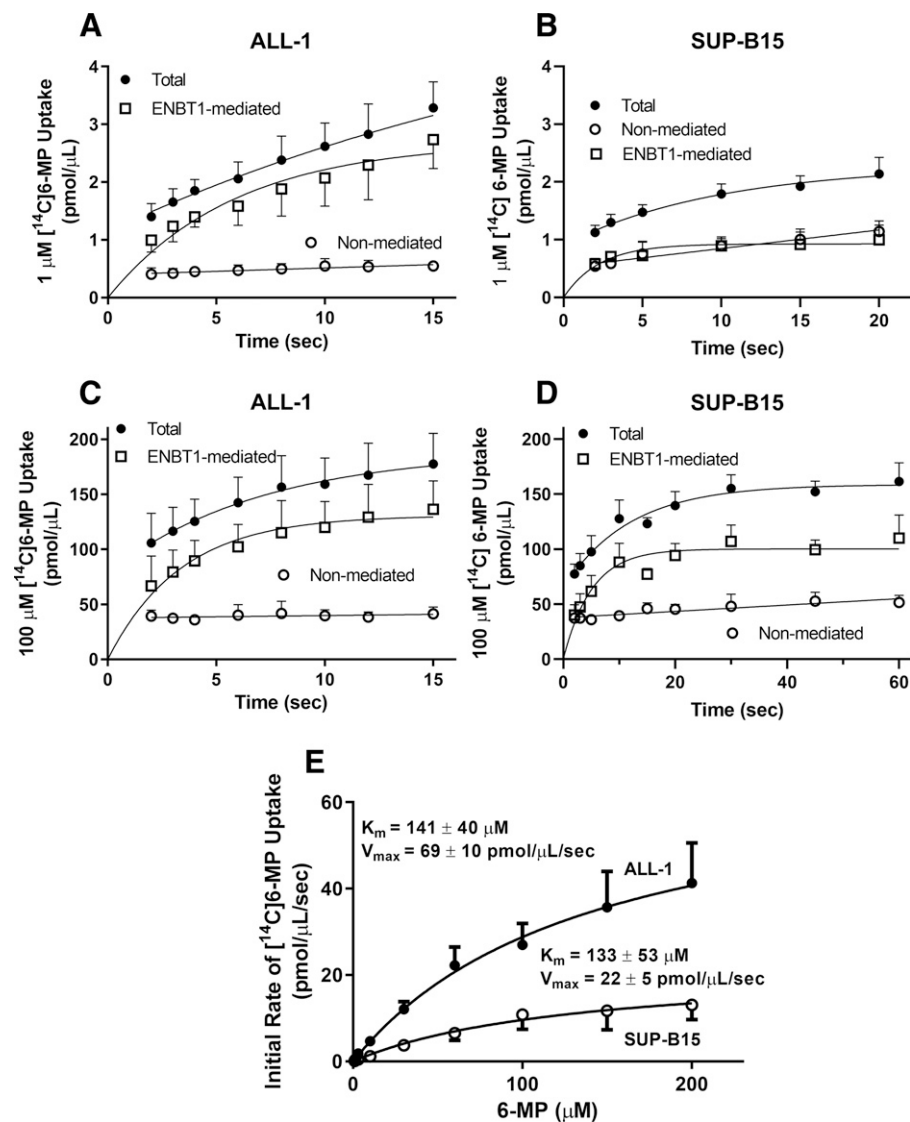 A
ALL-1
1 µM [¹⁴C]6-MP Uptake
(pmol/µL)
4
3
2
1
0
Total
ENBT1-mediated
Non-mediated
0 5 10 15
Time (sec)
B
SUP-B15
1 µM [¹⁴C] 6-MP Uptake
(pmol/µL)
4
3
2
1
0
Total
Non-mediated
ENBT1-mediated
0 5 10 15 20
Time (sec)
C
ALL-1
100 µM [¹⁴C]6-MP Uptake
(pmol/µL)
200
150
100
50
0
Total
ENBT1-mediated
Non-mediated
0 5 10 15
Time (sec)
D
SUP-B15
100 µM [¹⁴C] 6-MP Uptake
(pmol/µL)
200
150
100
50
0
Total
ENBT1-mediated
Non-mediated
0 20 40 60
Time (sec)
E
Initial Rate of [¹⁴C]6-MP Uptake
(pmol/µL/sec)
60
40
20
0
Kₘ = 141 ± 40 µM
Vₘₐₓ = 69 ± 10 pmol/µL/sec
ALL-1
Kₘ = 133 ± 53 µM
Vₘₐₓ = 22 ± 5 pmol/µL/sec
SUP-B15
0 100 200
6-MP (µM)